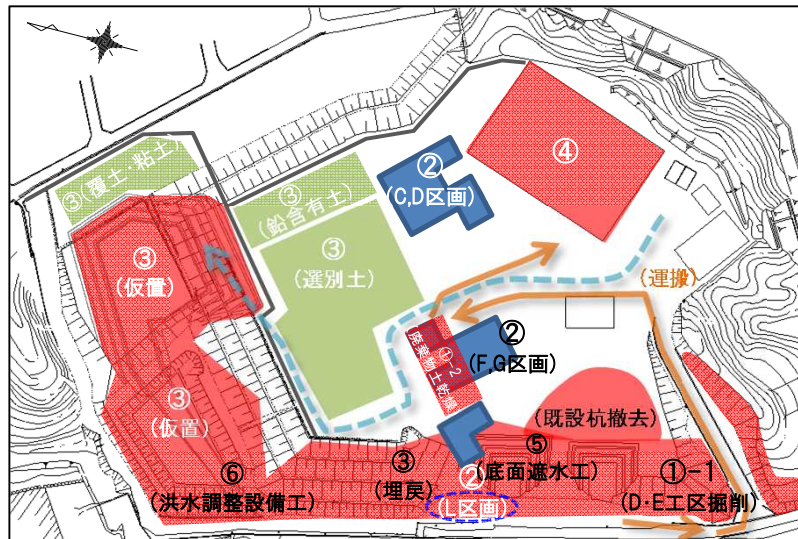 ④
②
(C,D区画)
③(覆土・粘土)
③
(鉛含有土)
③
(選別土)
③
(仮置)
(運搬)
①-2
廃棄物土乾燥
②
(F,G区画)
③
(仮置)
(既設杭撤去)
⑤
(底面遮水工)
①-1
(D・E工区掘削)
③
(埋戻)
⑥
(洪水調整設備工)
②
(L区画)